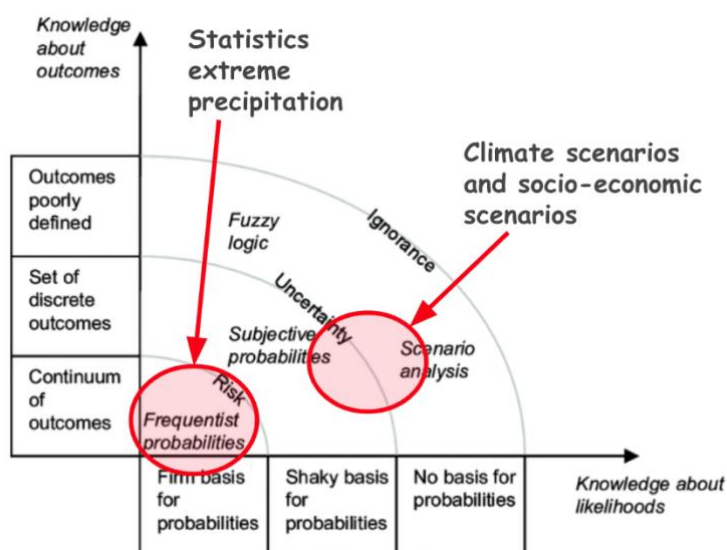 Knowledge
about
outcomes
Statistics
extreme
precipitation
Climate scenarios
and socio-economic
scenarios
Outcomes
poorly
defined
Fuzzy
logic
Ignorance
Set of
discrete
outcomes
Uncertainty
Subjective
probabilities
Scenario
analysis
Continuum
of
outcomes
Risk
Frequentist
probabilities
Firm basis
for
probabilities
Shaky basis
for
probabilities
No basis for
probabilities
Knowledge about
likelihoods